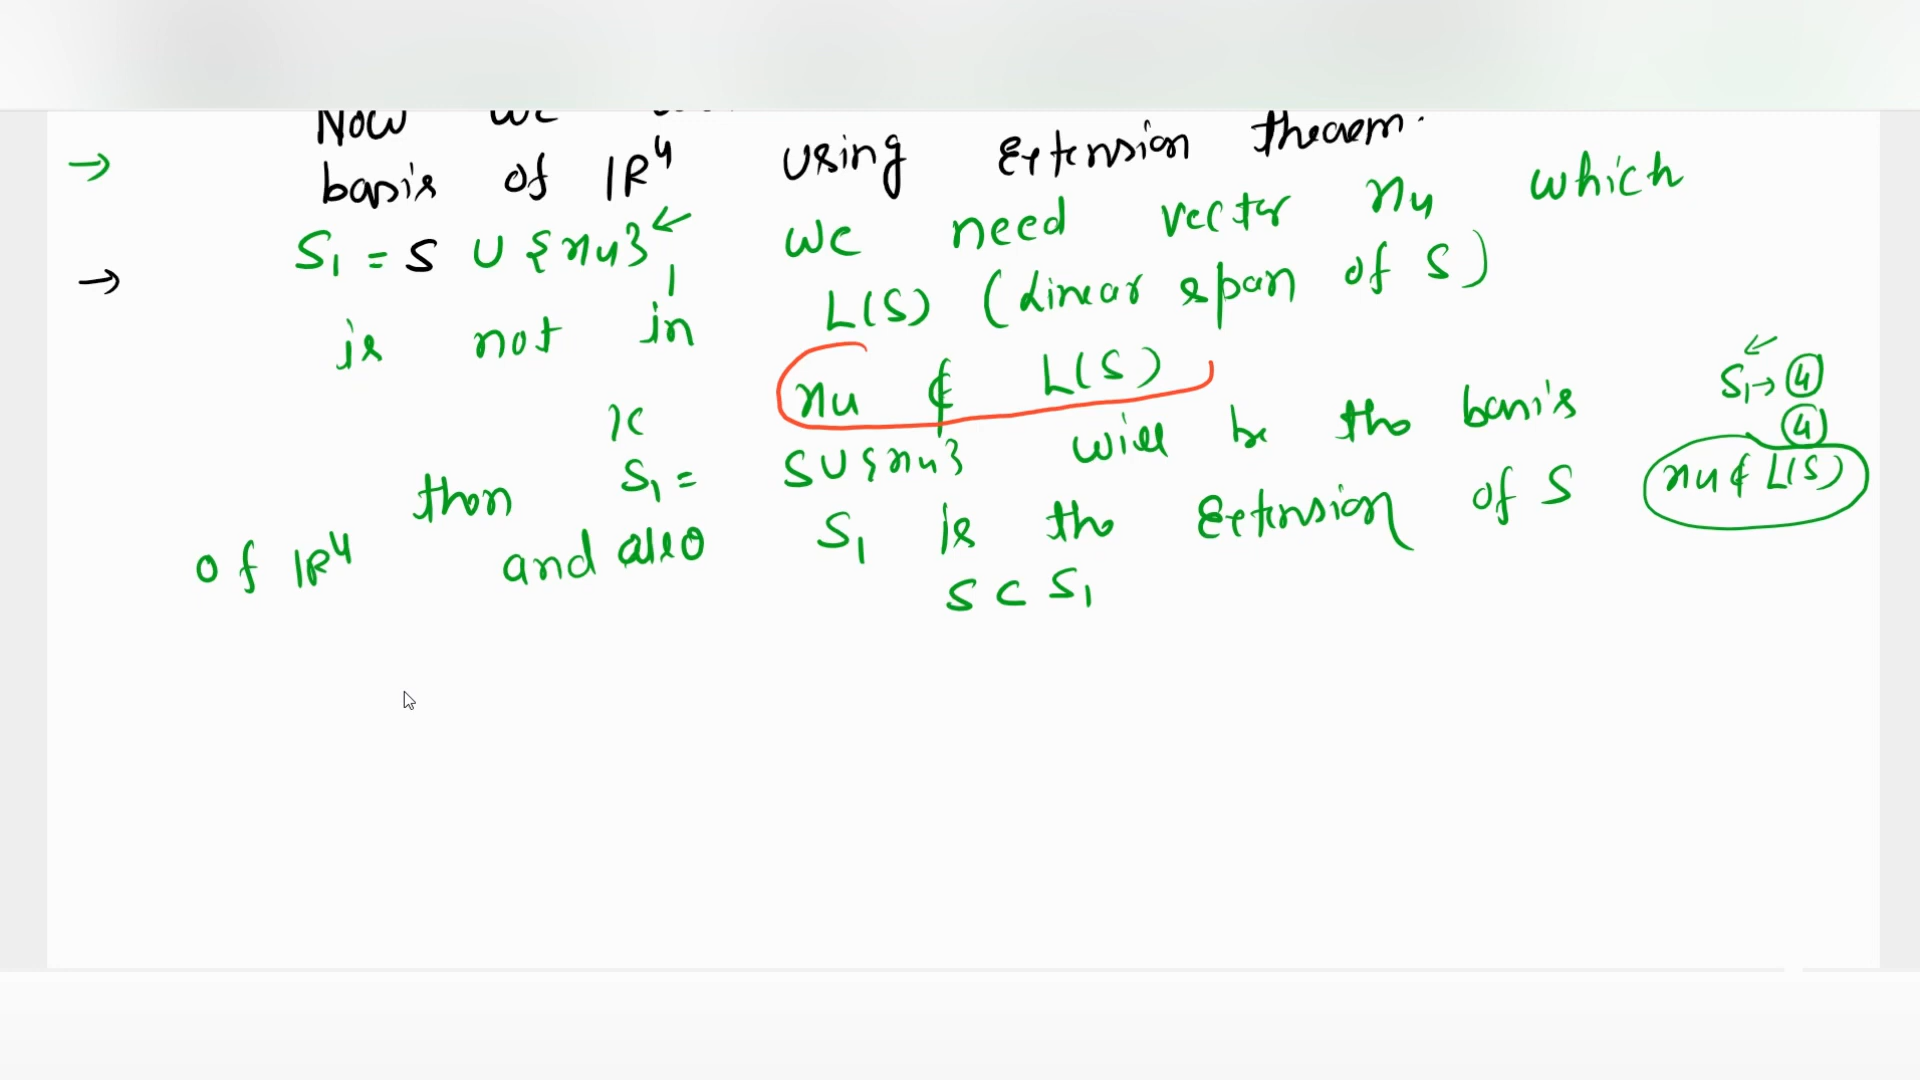 Now we
→ basis of IR⁴ using Extension theorem.
→ S₁ = S ∪ {x₄} ← we need vector x₄ which
is not in L(S) (Linear span of S)
x₄ ∉ L(S)
S₁ → ④
④
x₄ ∉ L(S)
then S₁ = S∪{x₄} will be the basis
of IR⁴ and also S₁ is the Extension of S
S ⊂ S₁